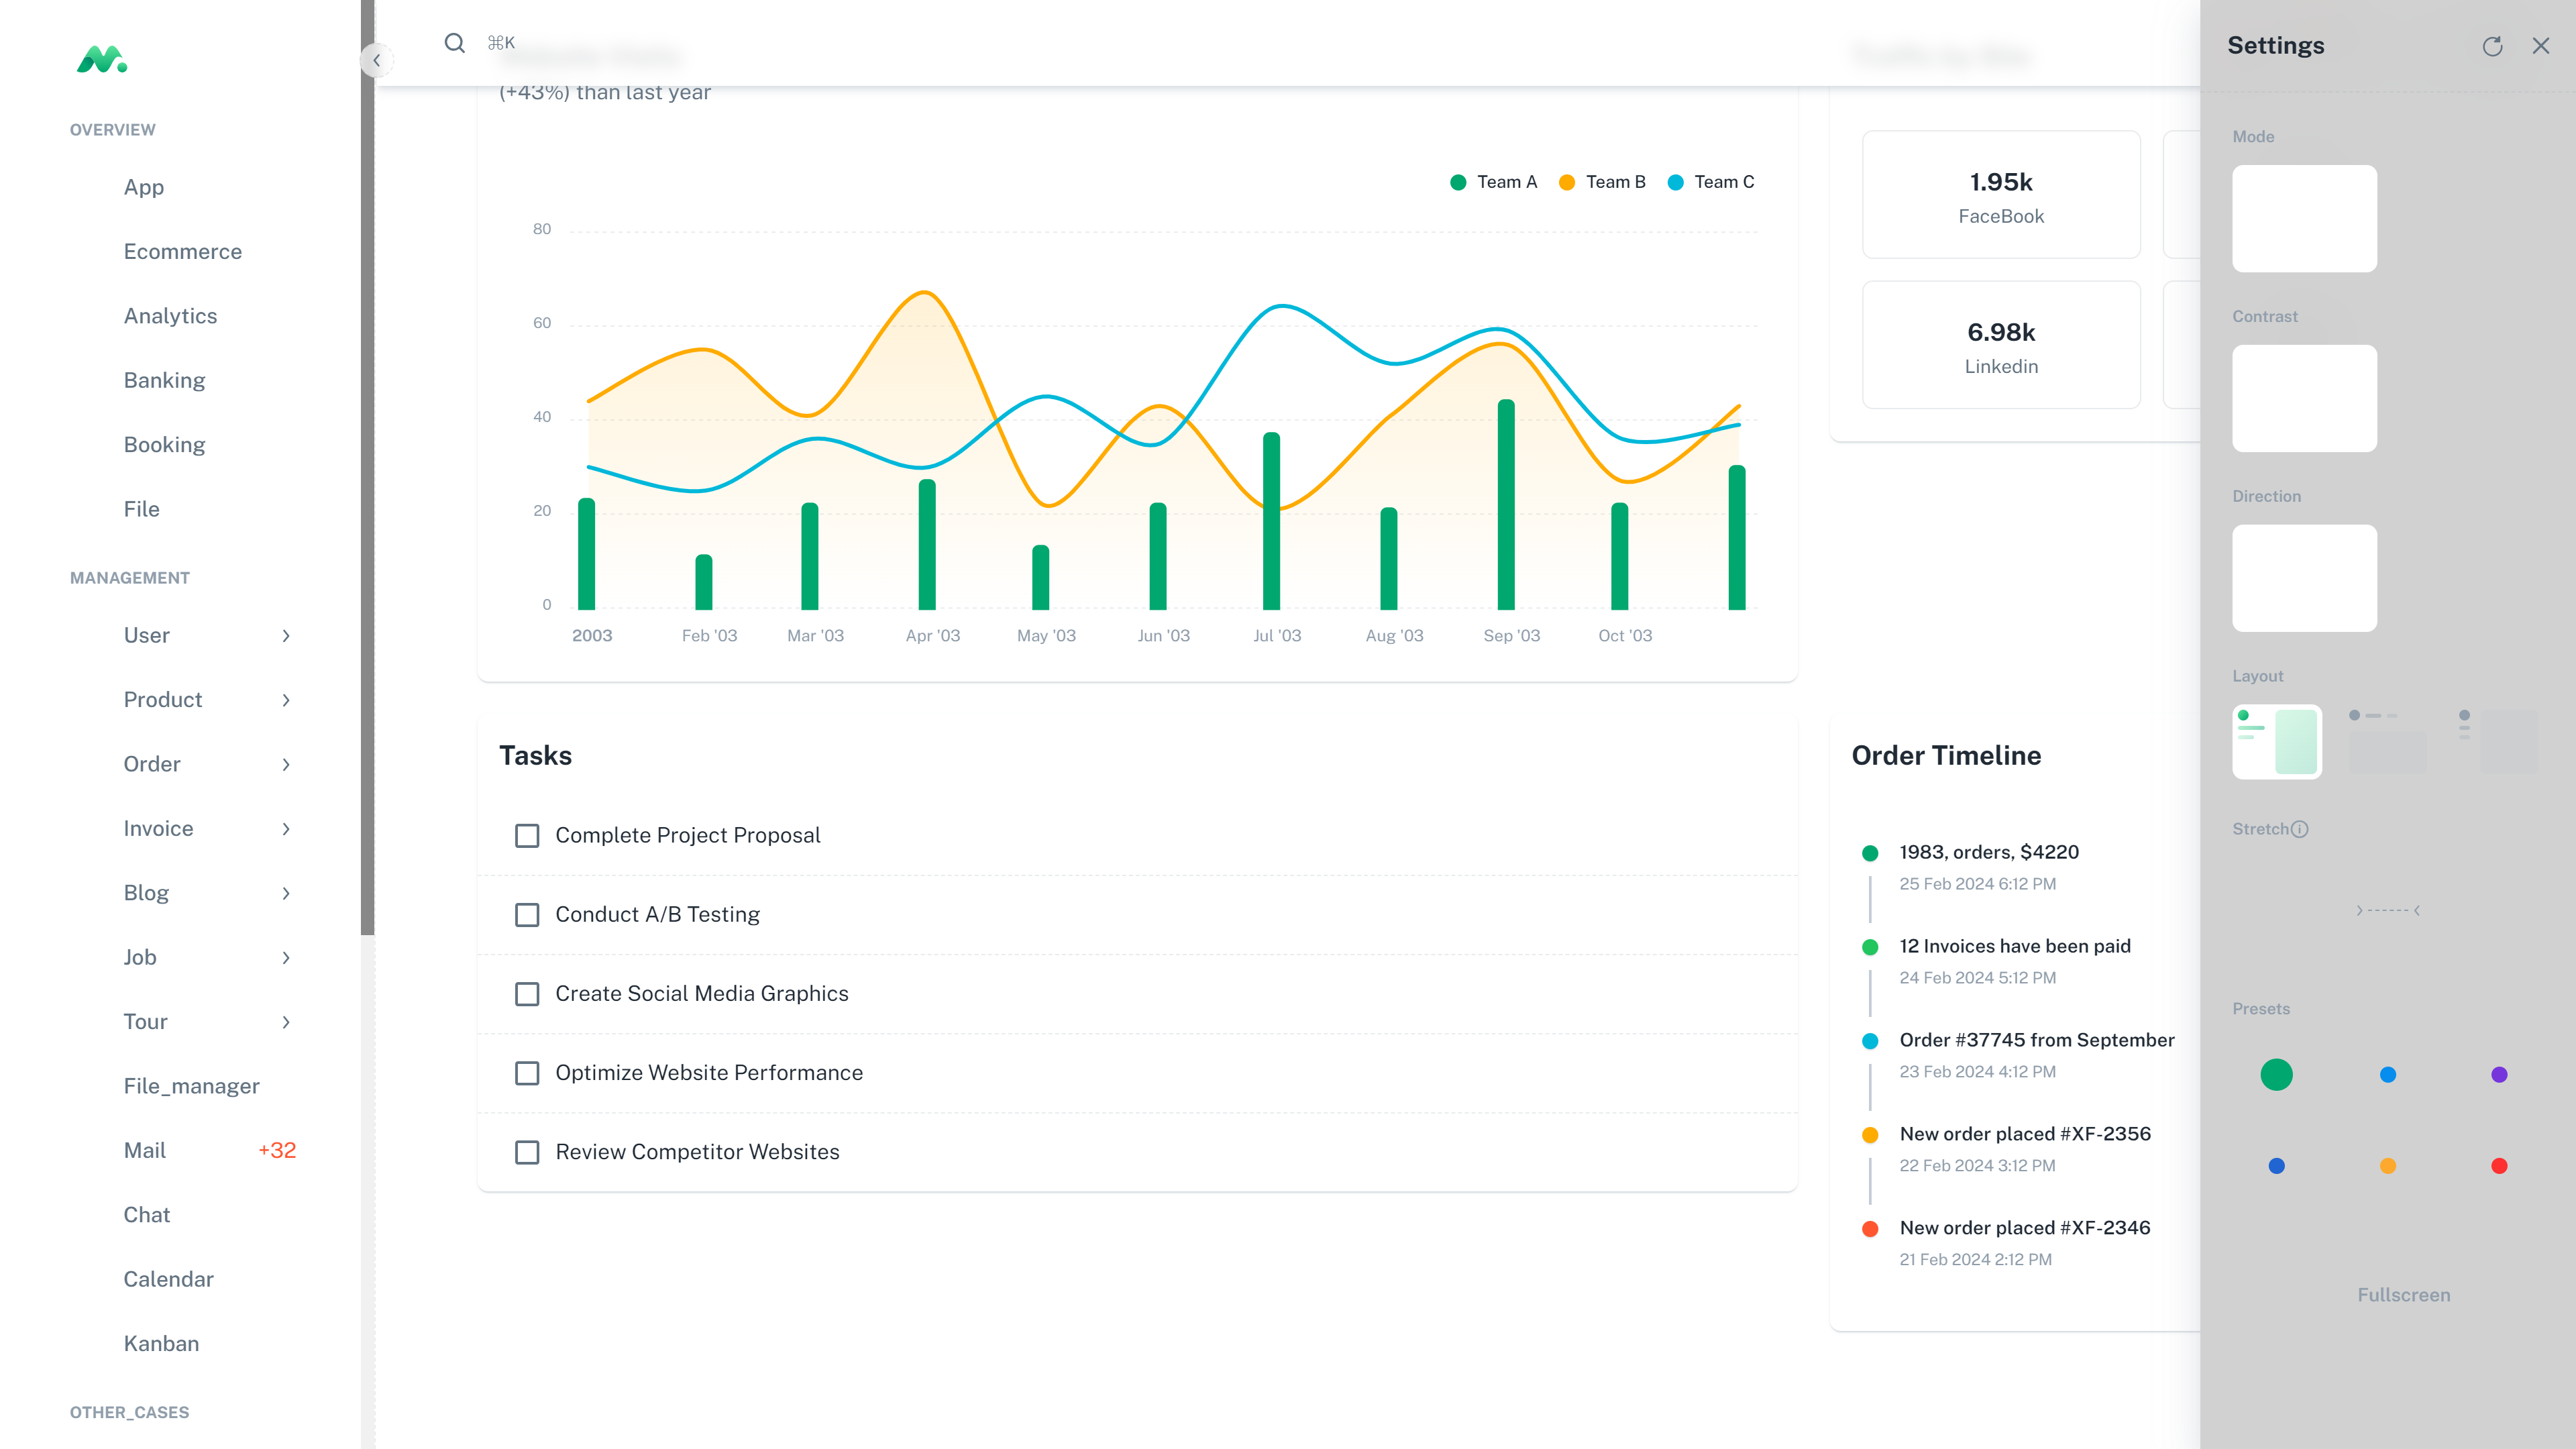 OVERVIEW
App
Ecommerce
Analytics
Banking
Booking
File
MANAGEMENT
User
Product
Order
Invoice
Blog
Job
Tour
File_manager
Mail +32
Chat
Calendar
Kanban
OTHER_CASES
⌘K
(+43%) than last year
Team A Team B Team C
80
60
40
20
0
2003 Feb '03 Mar '03 Apr '03 May '03 Jun '03 Jul '03 Aug '03 Sep '03 Oct '03
1.95k
FaceBook
6.98k
Linkedin
Tasks
Complete Project Proposal
Conduct A/B Testing
Create Social Media Graphics
Optimize Website Performance
Review Competitor Websites
Order Timeline
1983, orders, $4220
25 Feb 2024 6:12 PM
12 Invoices have been paid
24 Feb 2024 5:12 PM
Order #37745 from September
23 Feb 2024 4:12 PM
New order placed #XF-2356
22 Feb 2024 3:12 PM
New order placed #XF-2346
21 Feb 2024 2:12 PM
Settings
Mode
Contrast
Direction
Layout
Stretch
Presets
Fullscreen